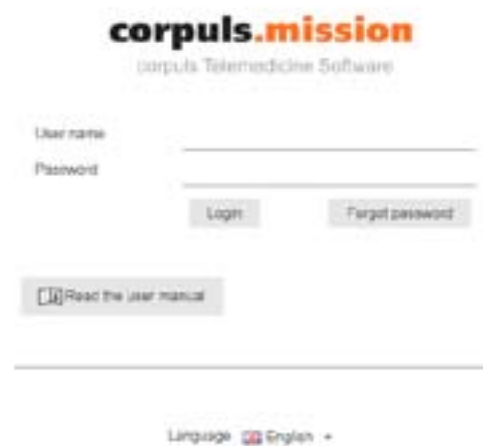 corpuls.mission
corpuls Telemedicine Software
User name
Password
Login Forgot password
Read the user manual
Language English